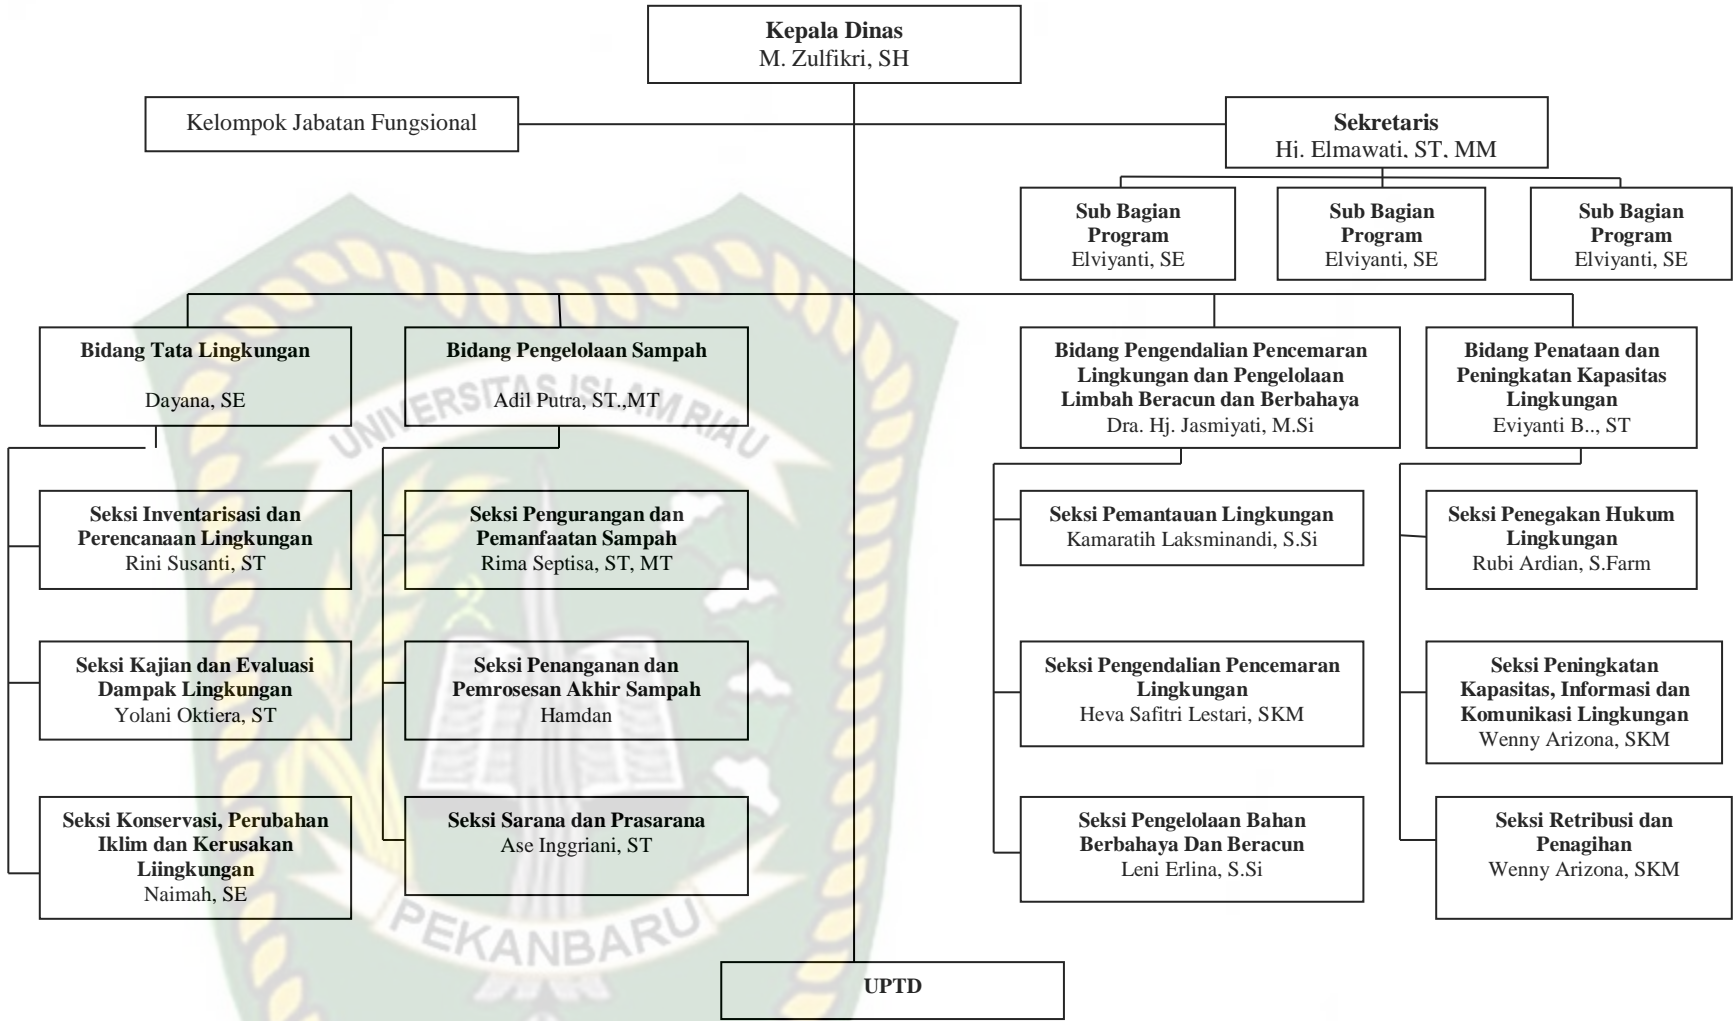 Kepala Dinas
M. Zulfikri, SH
Kelompok Jabatan Fungsional
Sekretaris
Hj. Elmawati, ST, MM
Sub Bagian
Program
Elviyanti, SE
Sub Bagian
Program
Elviyanti, SE
Sub Bagian
Program
Elviyanti, SE
Bidang Tata Lingkungan
Dayana, SE
Bidang Pengelolaan Sampah
Adil Putra, ST.,MT
Bidang Pengendalian Pencemaran
Lingkungan dan Pengelolaan
Limbah Beracun dan Berbahaya
Dra. Hj. Jasmiyati, M.Si
Bidang Penataan dan
Peningkatan Kapasitas
Lingkungan
Eviyanti B.., ST
Seksi Inventarisasi dan
Perencanaan Lingkungan
Rini Susanti, ST
Seksi Pengurangan dan
Pemanfaatan Sampah
Rima Septisa, ST, MT
Seksi Pemantauan Lingkungan
Kamaratih Laksminandi, S.Si
Seksi Penegakan Hukum
Lingkungan
Rubi Ardian, S.Farm
Seksi Kajian dan Evaluasi
Dampak Lingkungan
Yolani Oktiera, ST
Seksi Penanganan dan
Pemrosesan Akhir Sampah
Hamdan
Seksi Pengendalian Pencemaran
Lingkungan
Heva Safitri Lestari, SKM
Seksi Peningkatan
Kapasitas, Informasi dan
Komunikasi Lingkungan
Wenny Arizona, SKM
Seksi Konservasi, Perubahan
Iklim dan Kerusakan
Liingkungan
Naimah, SE
Seksi Sarana dan Prasarana
Ase Inggriani, ST
Seksi Pengelolaan Bahan
Berbahaya Dan Beracun
Leni Erlina, S.Si
Seksi Retribusi dan
Penagihan
Wenny Arizona, SKM
UPTD
UNIVERSITAS ISLAM RIAU
PEKANBARU